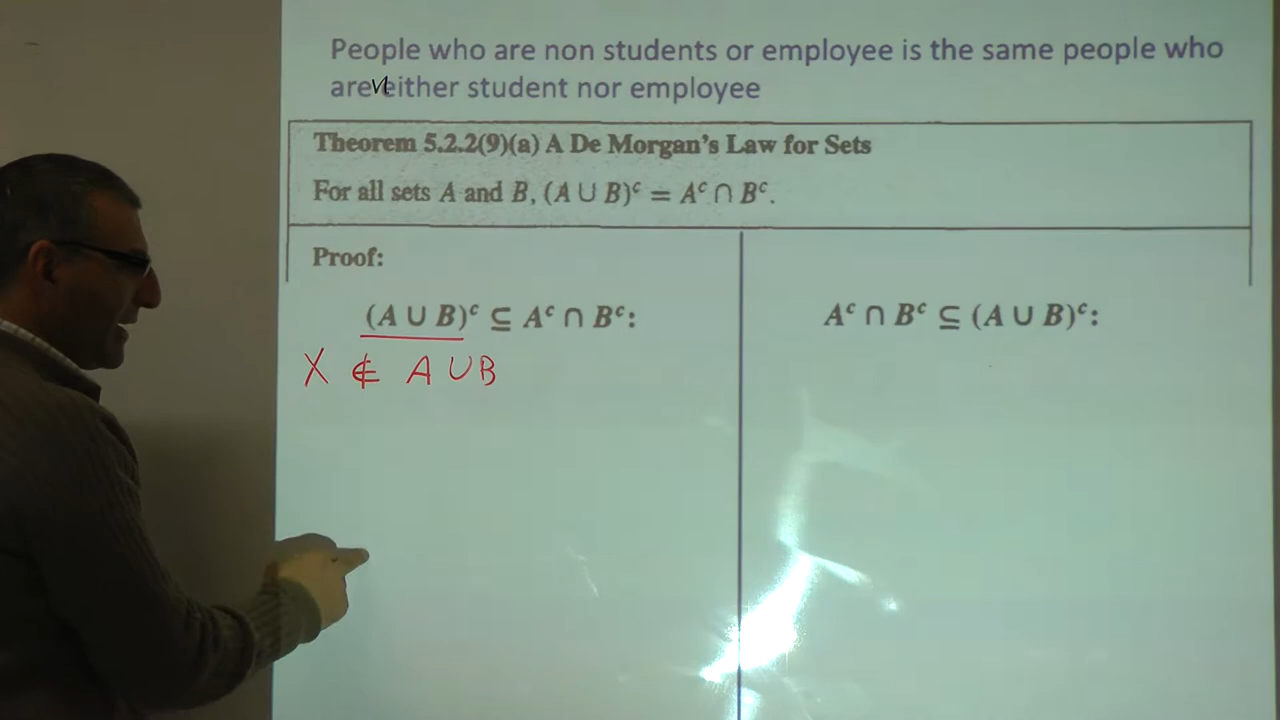 People who are non students or employee is the same people who
are neither student nor employee
Theorem 5.2.2(9)(a) A De Morgan's Law for Sets
For all sets A and B, (A ∪ B)ᶜ = Aᶜ ∩ Bᶜ.
Proof:
(A ∪ B)ᶜ ⊆ Aᶜ ∩ Bᶜ:
X ∉ A ∪ B
Aᶜ ∩ Bᶜ ⊆ (A ∪ B)ᶜ: